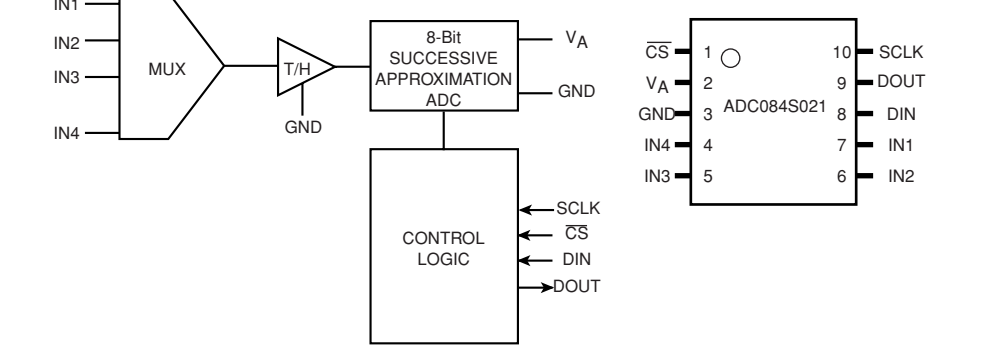 IN1
IN2
IN3
IN4
MUX
T/H
GND
8-Bit
SUCCESSIVE
APPROXIMATION
ADC
VA
GND
CONTROL
LOGIC
SCLK
CS
DIN
DOUT
CS 1
VA 2
GND 3
IN4 4
IN3 5
ADC084S021
10 SCLK
9 DOUT
8 DIN
7 IN1
6 IN2